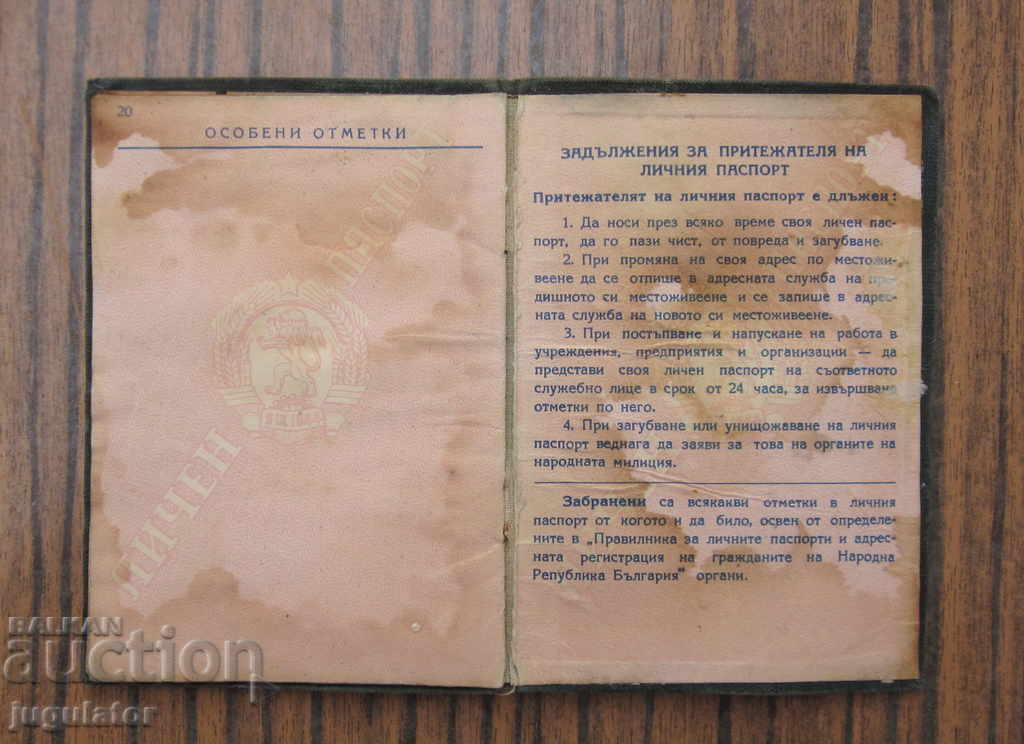 20
ОСОБЕНИ ОТМЕТКИ
ЛИЧЕН ПАСПОРТ
ЗАДЪЛЖЕНИЯ ЗА ПРИТЕЖАТЕЛЯ НА
ЛИЧНИЯ ПАСПОРТ
Притежателят на личния паспорт е длъжен:
1. Да носи през всяко време своя личен пас-
порт, да го пази чист, от повреда и загубване.
2. При промяна на своя адрес по местожи-
веене да се отпише в адресната служба на пре-
дишното си местоживеене и се запише в адрес-
ната служба на новото си местоживеене.
3. При постъпване и напускане на работа в
учреждения, предприятия и организации — да
представи своя личен паспорт на съответното
служебно лице в срок от 24 часа, за извършване
отметки по него.
4. При загубване или унищожаване на личния
паспорт веднага да заяви за това на органите на
народната милиция.
Забранени са всякакви отметки в личния
паспорт от когото и да било, освен от определе-
ните в „Правилника за личните паспорти и адрес-
ната регистрация на гражданите на Народна
Република България" органи.
BALKAN
auction
jugulator